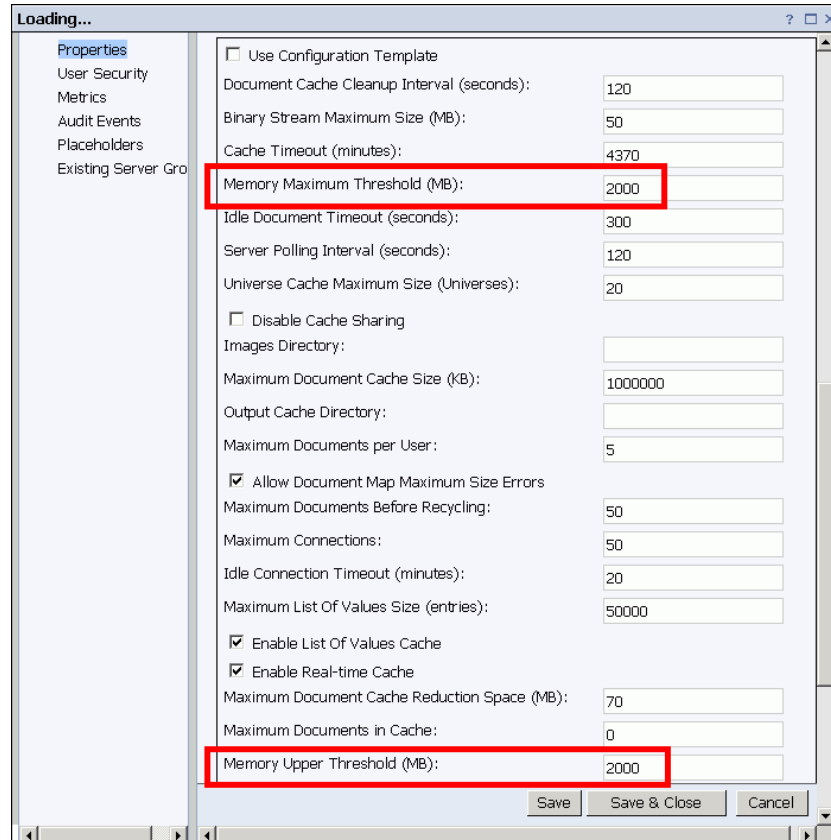 Loading...
Properties
User Security
Metrics
Audit Events
Placeholders
Existing Server Gro
Use Configuration Template
Document Cache Cleanup Interval (seconds): 120
Binary Stream Maximum Size (MB): 50
Cache Timeout (minutes): 4370
Memory Maximum Threshold (MB): 2000
Idle Document Timeout (seconds): 300
Server Polling Interval (seconds): 120
Universe Cache Maximum Size (Universes): 20
Disable Cache Sharing
Images Directory:
Maximum Document Cache Size (KB): 1000000
Output Cache Directory:
Maximum Documents per User: 5
Allow Document Map Maximum Size Errors
Maximum Documents Before Recycling: 50
Maximum Connections: 50
Idle Connection Timeout (minutes): 20
Maximum List Of Values Size (entries): 50000
Enable List Of Values Cache
Enable Real-time Cache
Maximum Document Cache Reduction Space (MB): 70
Maximum Documents in Cache: 0
Memory Upper Threshold (MB): 2000
Save Save & Close Cancel